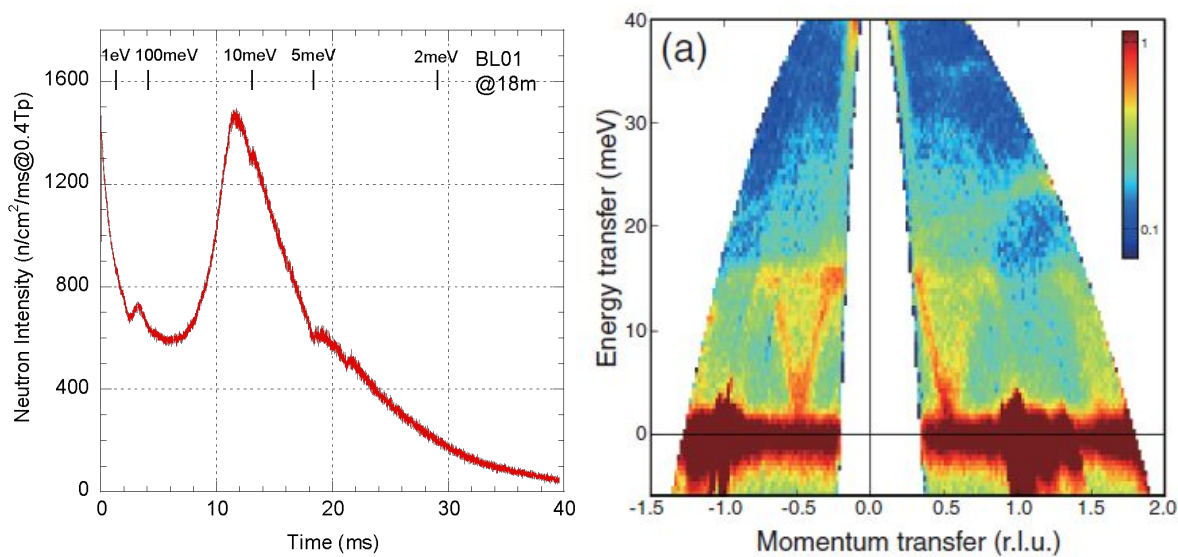 1eV 100meV 10meV 5meV 2meV BL01
@18m
1600
1200
800
400
0
0 10 20 30 40
Neutron Intensity (n/cm²/ms@0.4Tp)
Time (ms)
(a)
40
30
20
10
0
-1.5 -1.0 -0.5 0.0 0.5 1.0 1.5 2.0
Energy transfer (meV)
Momentum transfer (r.l.u.)
1
0.1